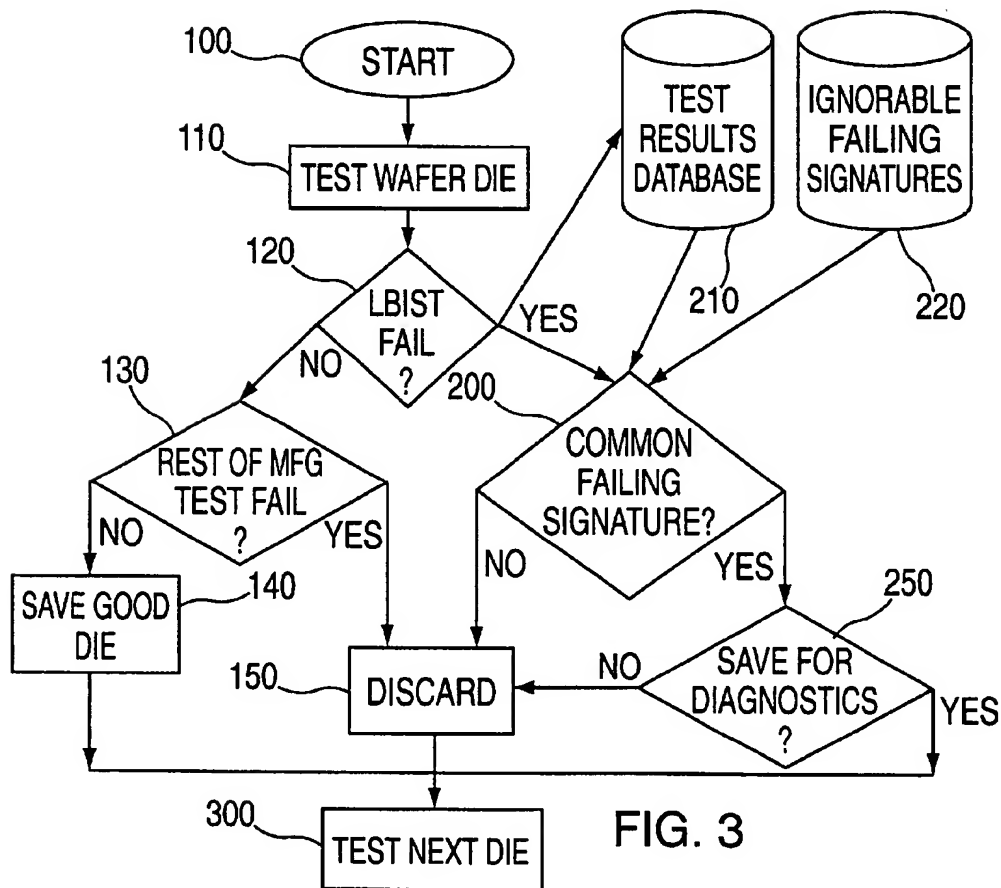 100
START
110
TEST WAFER DIE
120
LBIST
FAIL
?
NO
YES
TEST
RESULTS
DATABASE
210
IGNORABLE
FAILING
SIGNATURES
220
130
REST OF MFG
TEST FAIL
?
NO
YES
200
COMMON
FAILING
SIGNATURE?
NO
YES
140
SAVE GOOD
DIE
150
DISCARD
250
SAVE FOR
DIAGNOSTICS
?
NO
YES
300
TEST NEXT DIE
FIG. 3